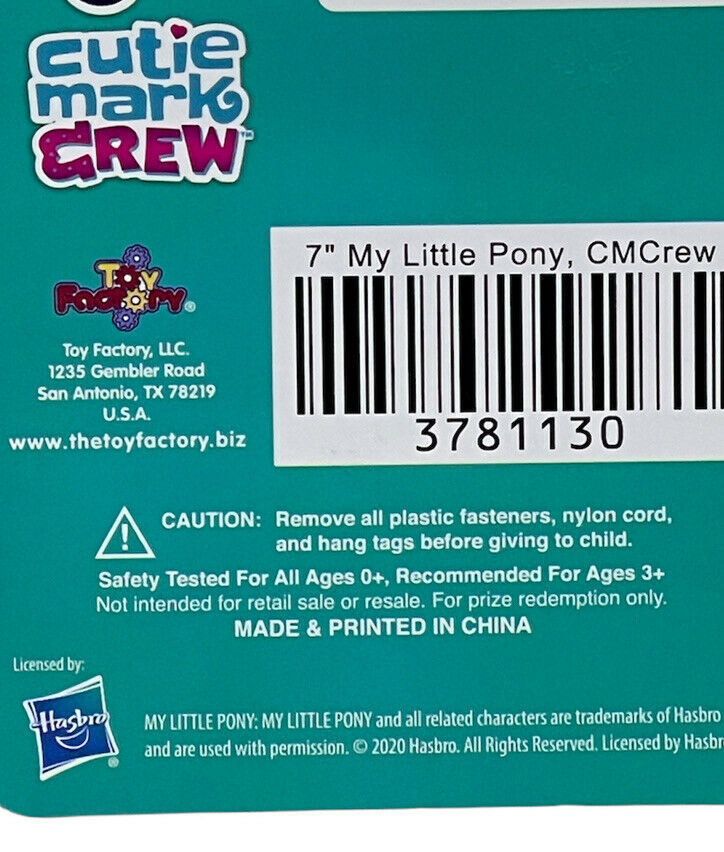 cutie
mark
CREW™
Toy
Factory®
Toy Factory, LLC.
1235 Gembler Road
San Antonio, TX 78219
U.S.A.
www.thetoyfactory.biz
7" My Little Pony, CMCrew
3781130
CAUTION: Remove all plastic fasteners, nylon cord,
and hang tags before giving to child.
Safety Tested For All Ages 0+, Recommended For Ages 3+
Not intended for retail sale or resale. For prize redemption only.
MADE & PRINTED IN CHINA
Licensed by:
Hasbro
®
MY LITTLE PONY: MY LITTLE PONY and all related characters are trademarks of Hasbro
and are used with permission. © 2020 Hasbro. All Rights Reserved. Licensed by Hasbr